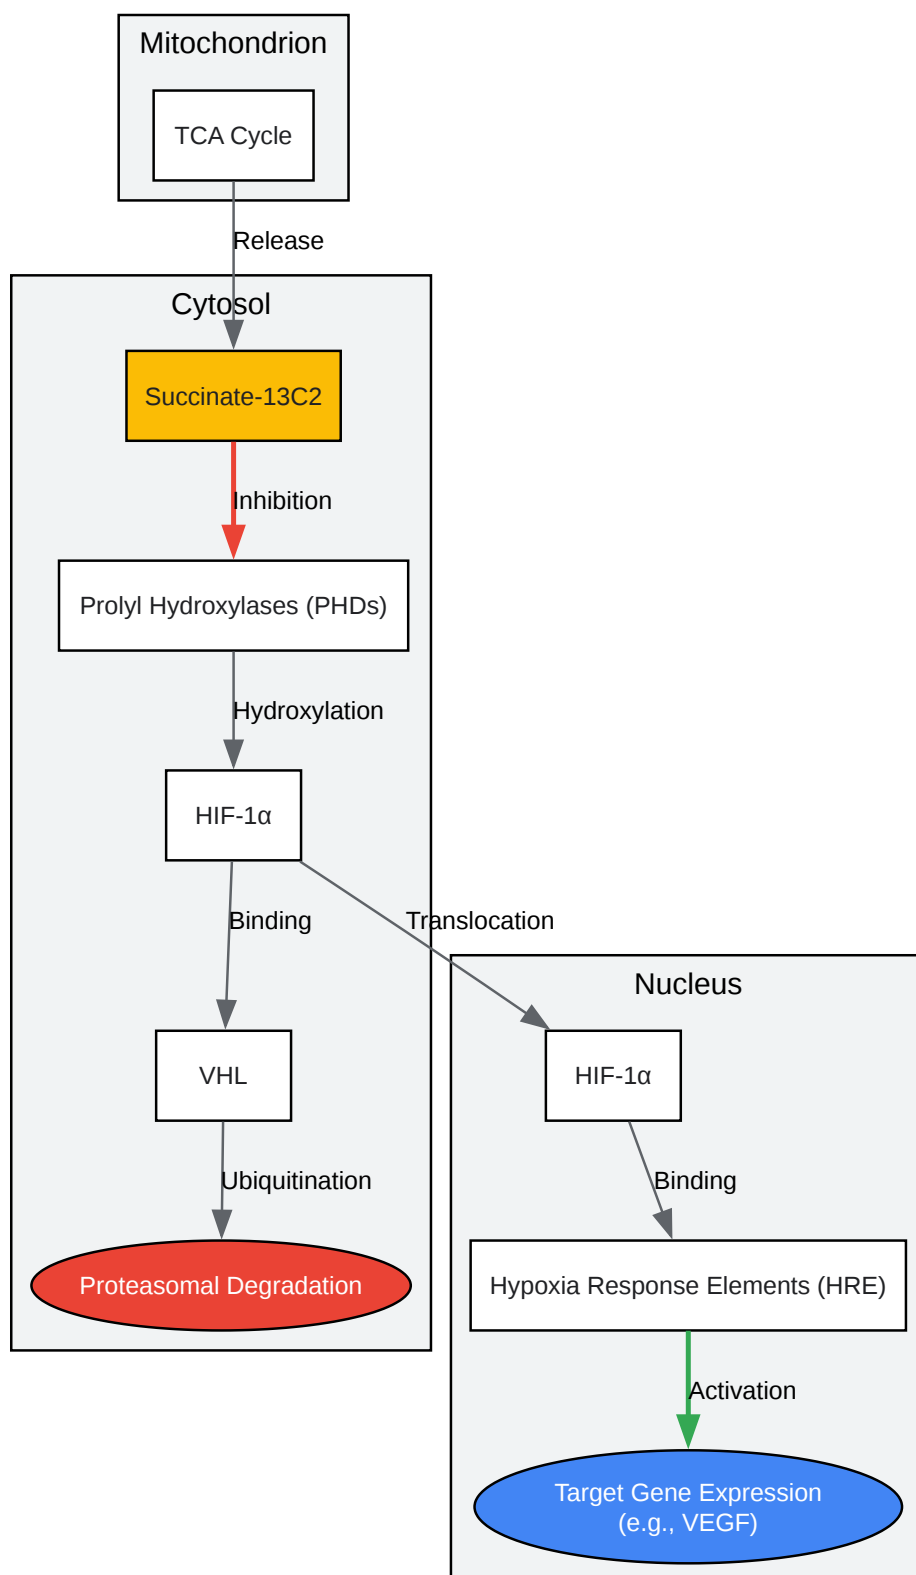 Mitochondrion
TCA Cycle
Release
Cytosol
Succinate-13C2
Inhibition
Prolyl Hydroxylases (PHDs)
Hydroxylation
HIF-1α
Binding
Translocation
Nucleus
VHL
HIF-1α
Ubiquitination
Binding
Proteasomal Degradation
Hypoxia Response Elements (HRE)
Activation
Target Gene Expression
(e.g., VEGF)